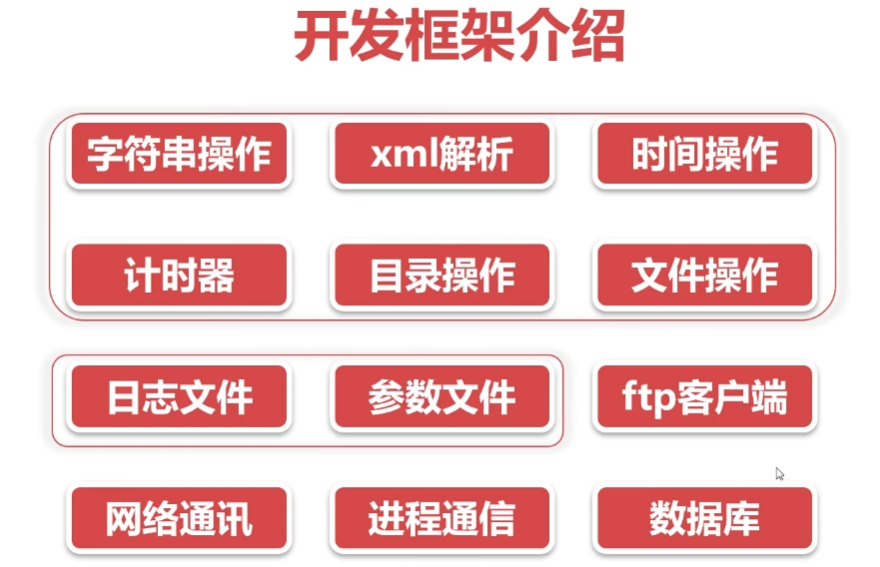 开发框架介绍
字符串操作 xml解析 时间操作
计时器 目录操作 文件操作
日志文件 参数文件 ftp客户端
网络通讯 进程通信 数据库